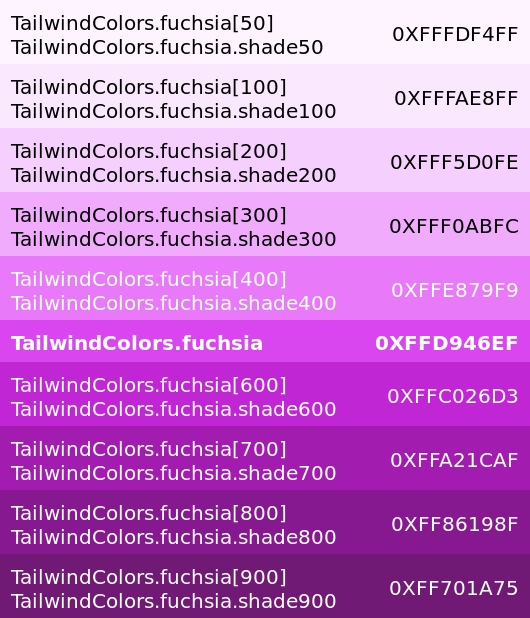 TailwindColors.fuchsia[50]
TailwindColors.fuchsia.shade50
0XFFFDF4FF
TailwindColors.fuchsia[100]
TailwindColors.fuchsia.shade100
0XFFFAE8FF
TailwindColors.fuchsia[200]
TailwindColors.fuchsia.shade200
0XFFF5D0FE
TailwindColors.fuchsia[300]
TailwindColors.fuchsia.shade300
0XFFF0ABFC
TailwindColors.fuchsia[400]
TailwindColors.fuchsia.shade400
0XFFE879F9
TailwindColors.fuchsia 0XFFD946EF
TailwindColors.fuchsia[600]
TailwindColors.fuchsia.shade600
0XFFC026D3
TailwindColors.fuchsia[700]
TailwindColors.fuchsia.shade700
0XFFA21CAF
TailwindColors.fuchsia[800]
TailwindColors.fuchsia.shade800
0XFF86198F
TailwindColors.fuchsia[900]
TailwindColors.fuchsia.shade900
0XFF701A75